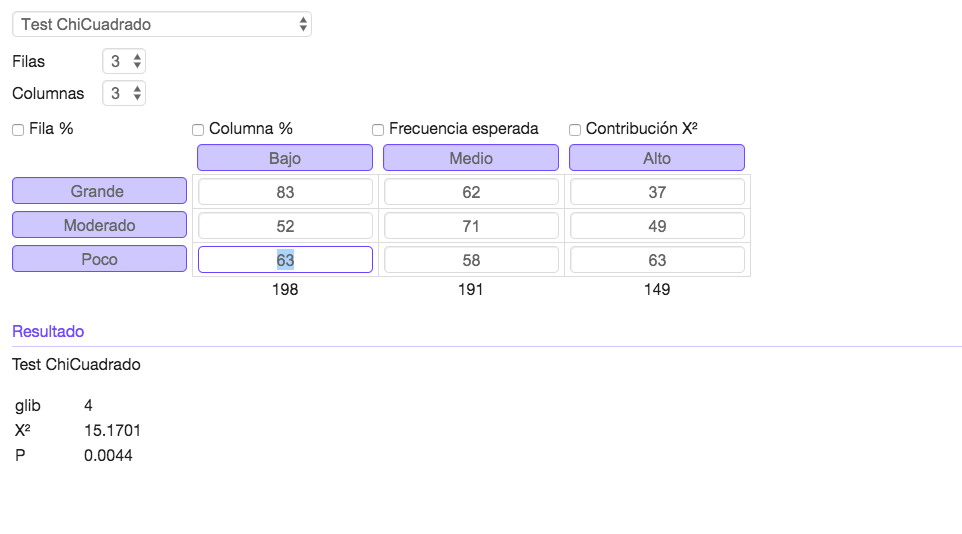 Test ChiCuadrado
Filas 3
Columnas 3
Fila % Columna % Frecuencia esperada Contribución X²
Bajo Medio Alto
Grande 83 62 37
Moderado 52 71 49
Poco 63 58 63
198 191 149
Resultado
Test ChiCuadrado
glib 4
X² 15.1701
P 0.0044